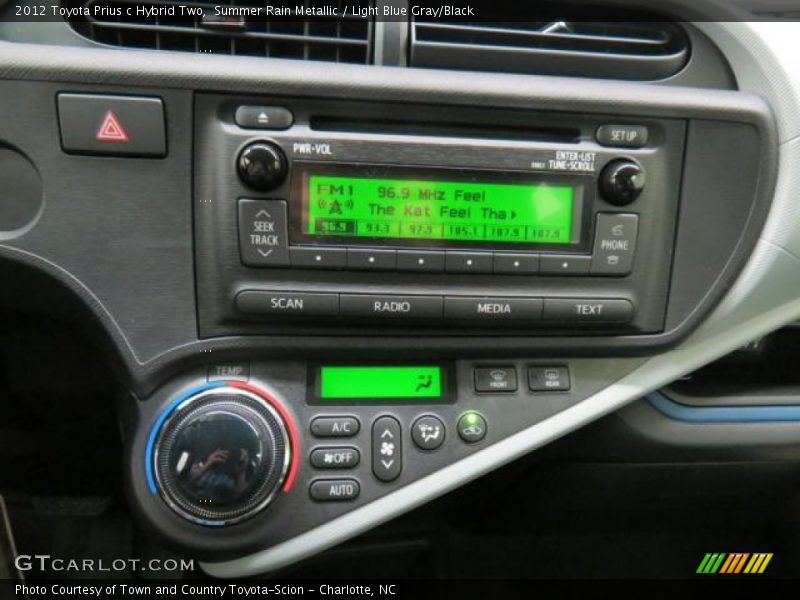 2012 Toyota Prius c Hybrid Two, Summer Rain Metallic / Light Blue Gray/Black
PWR-VOL
SET UP
ENTER-LIST
TUNE-SCROLL
FM1 96.9 MHz Feel
The Kat Feel Tha
96.9 93.3 97.9 105.1 107.9 107.9
SEEK
TRACK
PHONE
SCAN
RADIO
MEDIA
TEXT
TEMP
FRONT
REAR
A/C
OFF
AUTO
GTCARLOT.COM
Photo Courtesy of Town and Country Toyota-Scion - Charlotte, NC